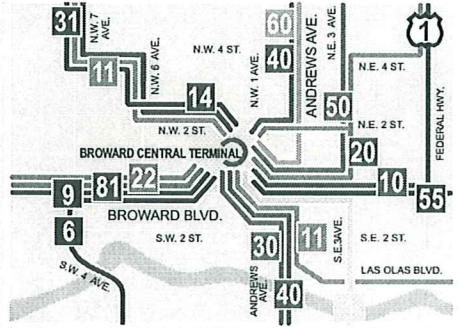 31
N.W. 7 AVE.
11
N.W. 6 AVE.
N.W. 4 ST.
14
N.W. 2 ST.
N.W. 1 AVE.
60
40
ANDREWS AVE.
N.E. 3 AVE.
1
N.E. 4 ST.
50
N.E. 2 ST.
20
FEDERAL HWY.
BROWARD CENTRAL TERMINAL
9
81
22
10
55
BROWARD BLVD.
6
S.W. 2 ST.
S.W. 4 AVE.
30
11
S.E.3AVE.
S.E. 2 ST.
LAS OLAS BLVD.
ANDREWS AVE.
40